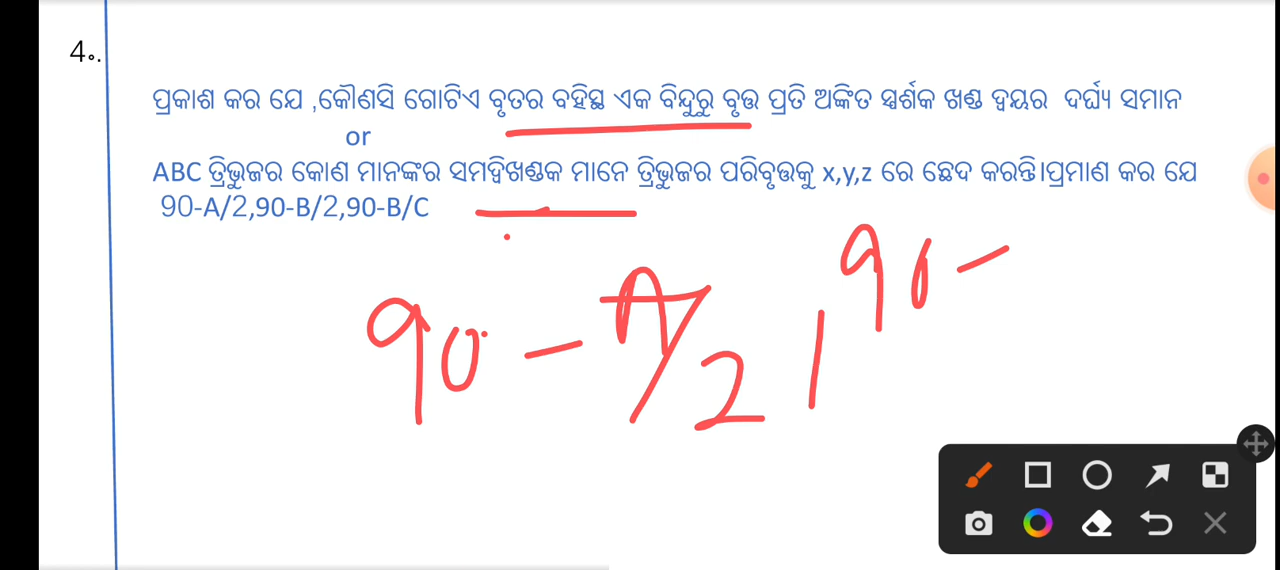 4०.
ପ୍ରକାଶ କର ଯେ ,କୌଣସି ଗୋଟିଏ ବୃତର ବହିସ୍ଥ ଏକ ବିନ୍ଦୁରୁ ବୃତ୍ତ ପ୍ରତି ଅଙ୍କିତ ସ୍ପର୍ଶକ ଖଣ୍ଡ ଦ୍ୱୟର ଦର୍ଘ୍ୟ ସମାନ
or
ABC ତ୍ରିଭୁଜର କୋଣ ମାନଙ୍କର ସମଦ୍ୱିଖଣ୍ଡକ ମାନେ ତ୍ରିଭୁଜର ପରିବୃତ୍ତକୁ x,y,z ରେ ଛେଦ କରନ୍ତି।ପ୍ରମାଣ କର ଯେ
90-A/2,90-B/2,90-B/C
90 - A/2 , 90 -